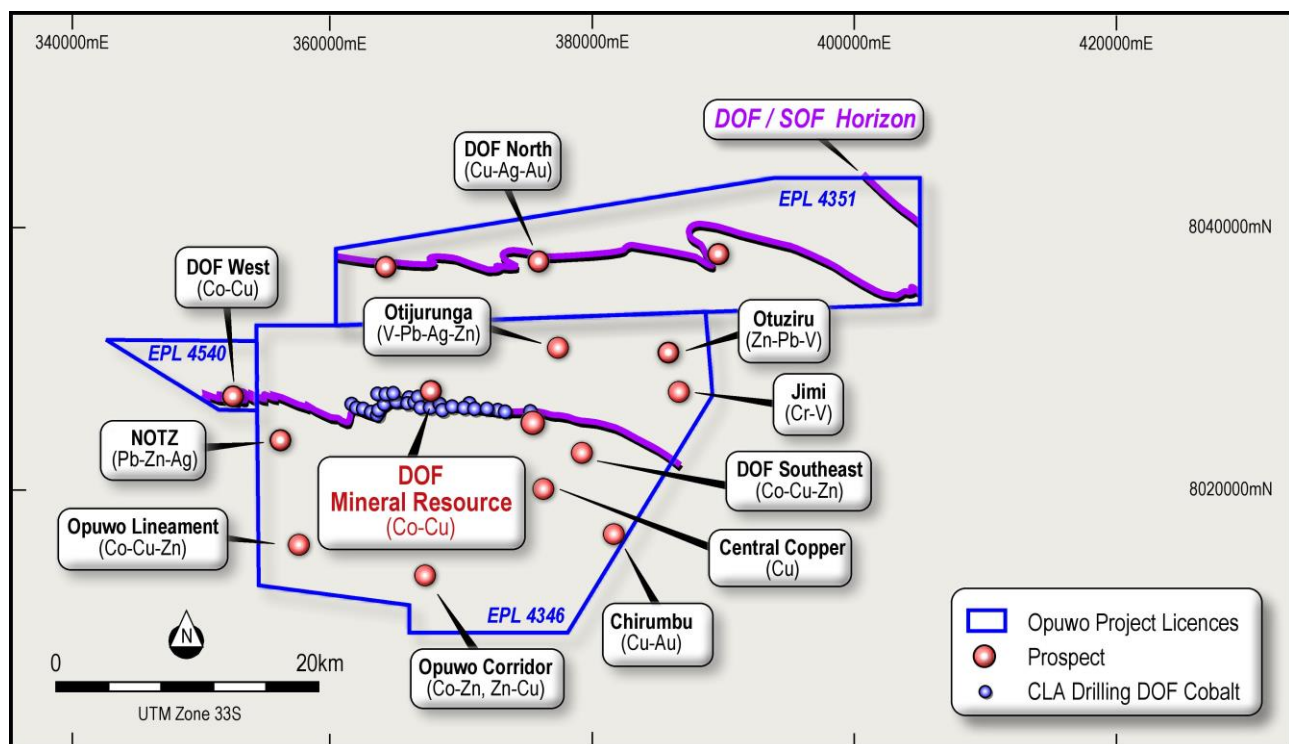 340000mE
360000mE
380000mE
400000mE
420000mE
DOF / SOF Horizon
DOF North
(Cu-Ag-Au)
EPL 4351
8040000mN
DOF West
(Co-Cu)
Otijurunga
(V-Pb-Ag-Zn)
Otuziru
(Zn-Pb-V)
EPL 4540
Jimi
(Cr-V)
NOTZ
(Pb-Zn-Ag)
DOF
Mineral Resource
(Co-Cu)
DOF Southeast
(Co-Cu-Zn)
8020000mN
Opuwo Lineament
(Co-Cu-Zn)
Central Copper
(Cu)
EPL 4346
Chirumbu
(Cu-Au)
Opuwo Corridor
(Co-Zn, Zn-Cu)
N
0
20km
UTM Zone 33S
Opuwo Project Licences
Prospect
CLA Drilling DOF Cobalt